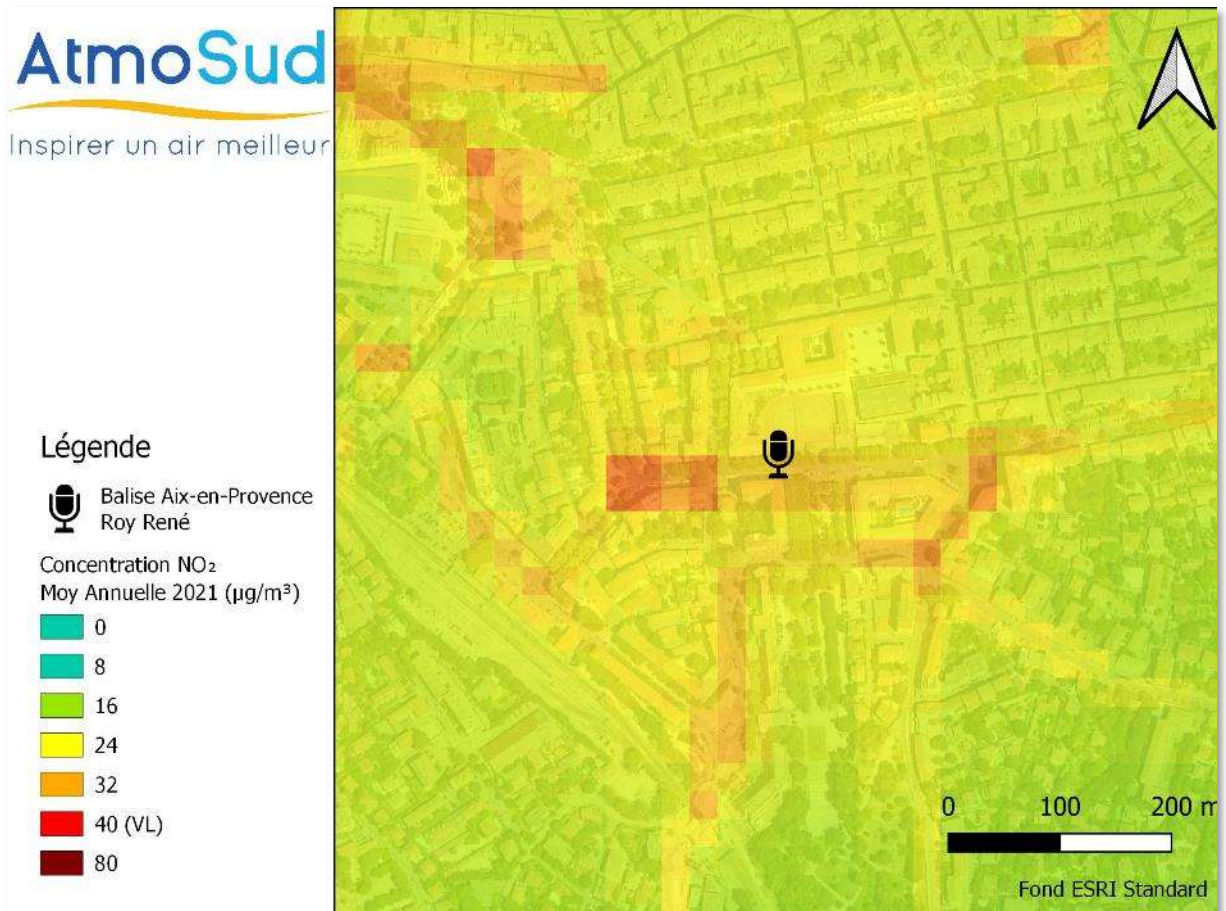 AtmoSud
Inspirer un air meilleur
Légende
Balise Aix-en-Provence
Roy René
Concentration NO₂
Moy Annuelle 2021 (µg/m³)
0
8
16
24
32
40 (VL)
80
0 100 200 m
Fond ESRI Standard